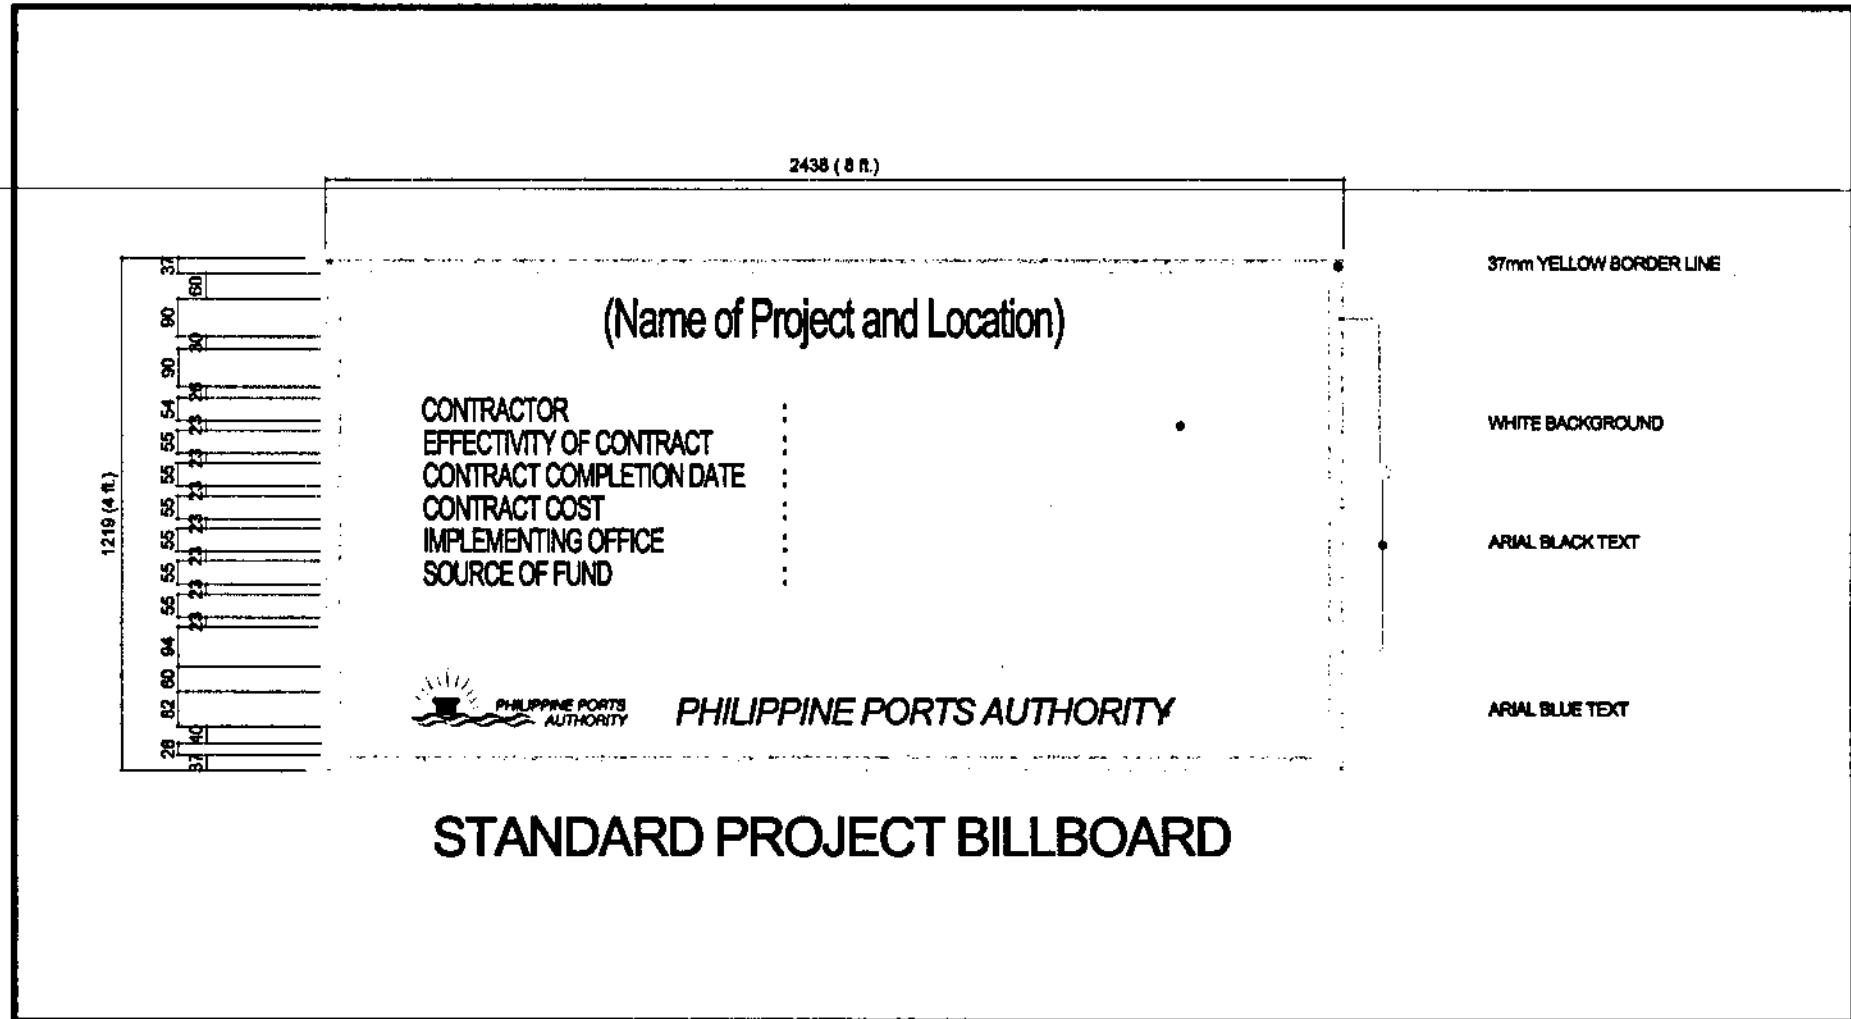 2438 ( 8 ft.)
37
60
90
30
90
26
54
23
55
23
55
23
55
23
55
23
55
23
55
23
94
60
82
40
28
37
1219 (4 ft.)
(Name of Project and Location)
CONTRACTOR :
EFFECTIVITY OF CONTRACT :
CONTRACT COMPLETION DATE :
CONTRACT COST :
IMPLEMENTING OFFICE :
SOURCE OF FUND :
PHILIPPINE PORTS
AUTHORITY
PHILIPPINE PORTS AUTHORITY
37mm YELLOW BORDER LINE
WHITE BACKGROUND
ARIAL BLACK TEXT
ARIAL BLUE TEXT
STANDARD PROJECT BILLBOARD